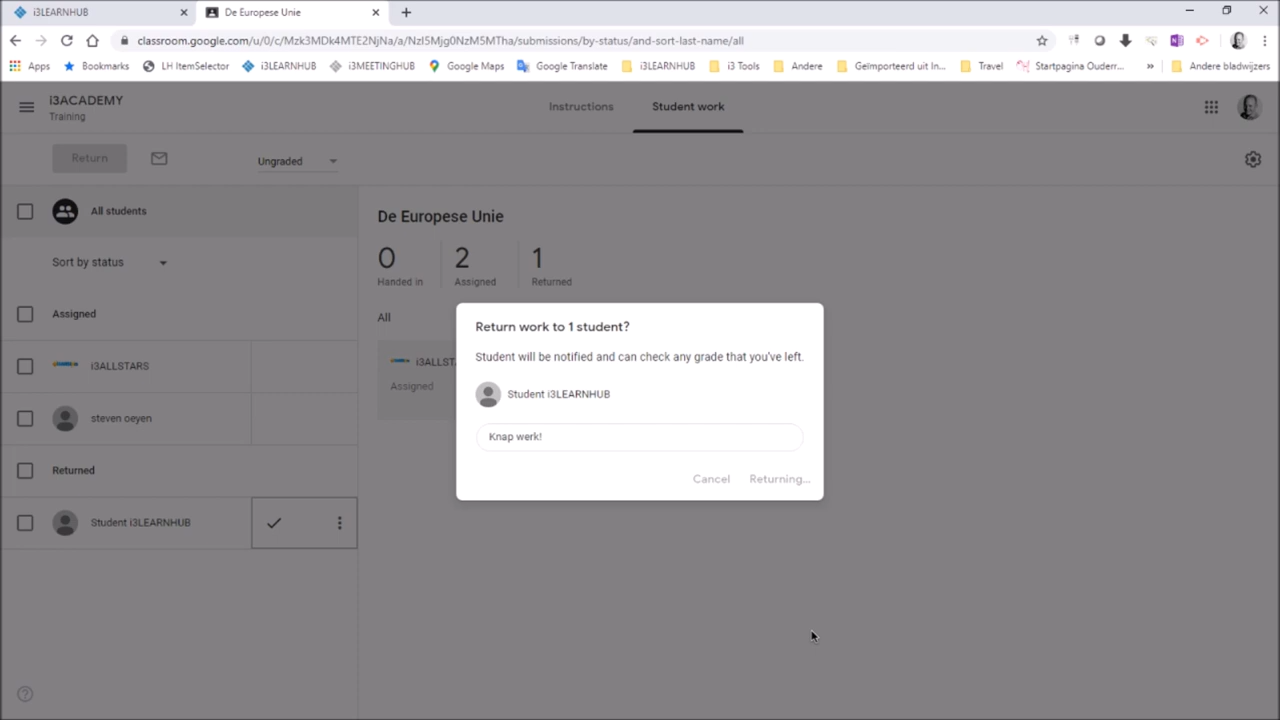 i3LEARNHUB
De Europese Unie
classroom.google.com/u/0/c/Mzk3MDk4MTE2NjNa/a/NzI5Mjg0NzM5MTha/submissions/by-status/and-sort-last-name/all
Apps
Bookmarks
LH ItemSelector
i3LEARNHUB
i3MEETINGHUB
Google Maps
Google Translate
i3LEARNHUB
i3 Tools
Andere
Geïmporteerd uit In...
Travel
Startpagina Ouderr...
»
Andere bladwijzers
i3ACADEMY
Training
Instructions
Student work
Return
Ungraded
All students
Sort by status
Assigned
i3ALLSTARS
steven oeyen
Returned
Student i3LEARNHUB
De Europese Unie
0
Handed in
2
Assigned
1
Returned
All
i3ALLSTA
Assigned
Return work to 1 student?
Student will be notified and can check any grade that you've left.
Student i3LEARNHUB
Knap werk!
Cancel
Returning...